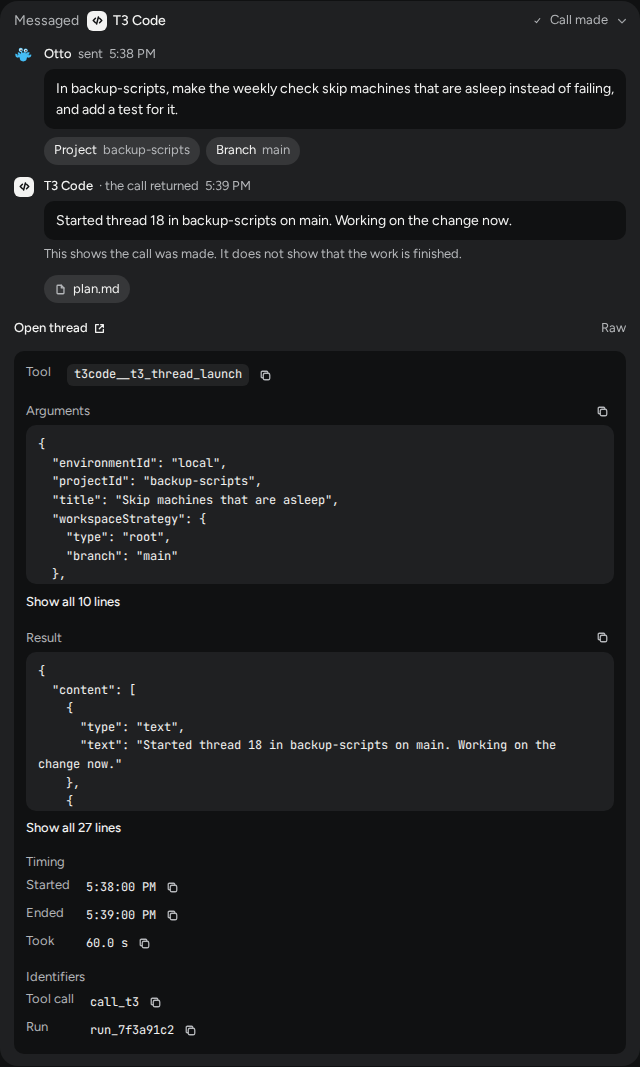 Messaged T3 Code Call made
Otto sent 5:38 PM
In backup-scripts, make the weekly check skip machines that are asleep instead of failing,
and add a test for it.
Project backup-scripts Branch main
T3 Code · the call returned 5:39 PM
Started thread 18 in backup-scripts on main. Working on the change now.
This shows the call was made. It does not show that the work is finished.
plan.md
Open thread Raw
Tool t3code__t3_thread_launch
Arguments
{
"environmentId": "local",
"projectId": "backup-scripts",
"title": "Skip machines that are asleep",
"workspaceStrategy": {
"type": "root",
"branch": "main"
},
Show all 10 lines
Result
{
"content": [
{
"type": "text",
"text": "Started thread 18 in backup-scripts on main. Working on the
change now."
},
{
Show all 27 lines
Timing
Started 5:38:00 PM
Ended 5:39:00 PM
Took 60.0 s
Identifiers
Tool call call_t3
Run run_7f3a91c2